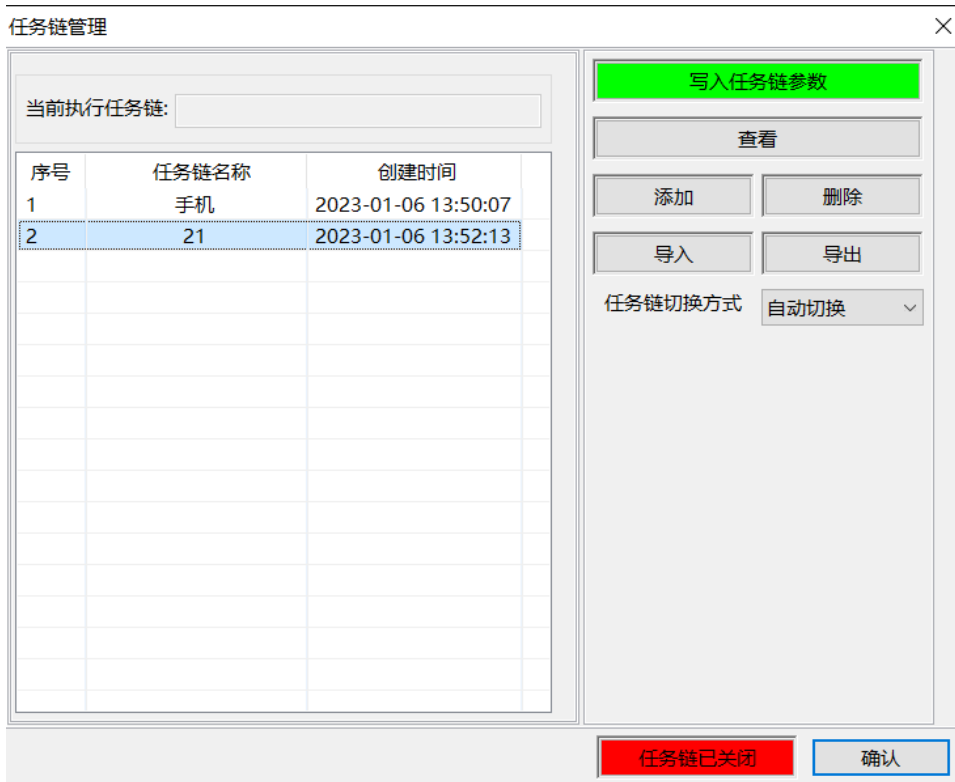 任务链管理
当前执行任务链:
序号 任务链名称 创建时间
1 手机 2023-01-06 13:50:07
2 21 2023-01-06 13:52:13
写入任务链参数
查看
添加 删除
导入 导出
任务链切换方式 自动切换
任务链已关闭 确认